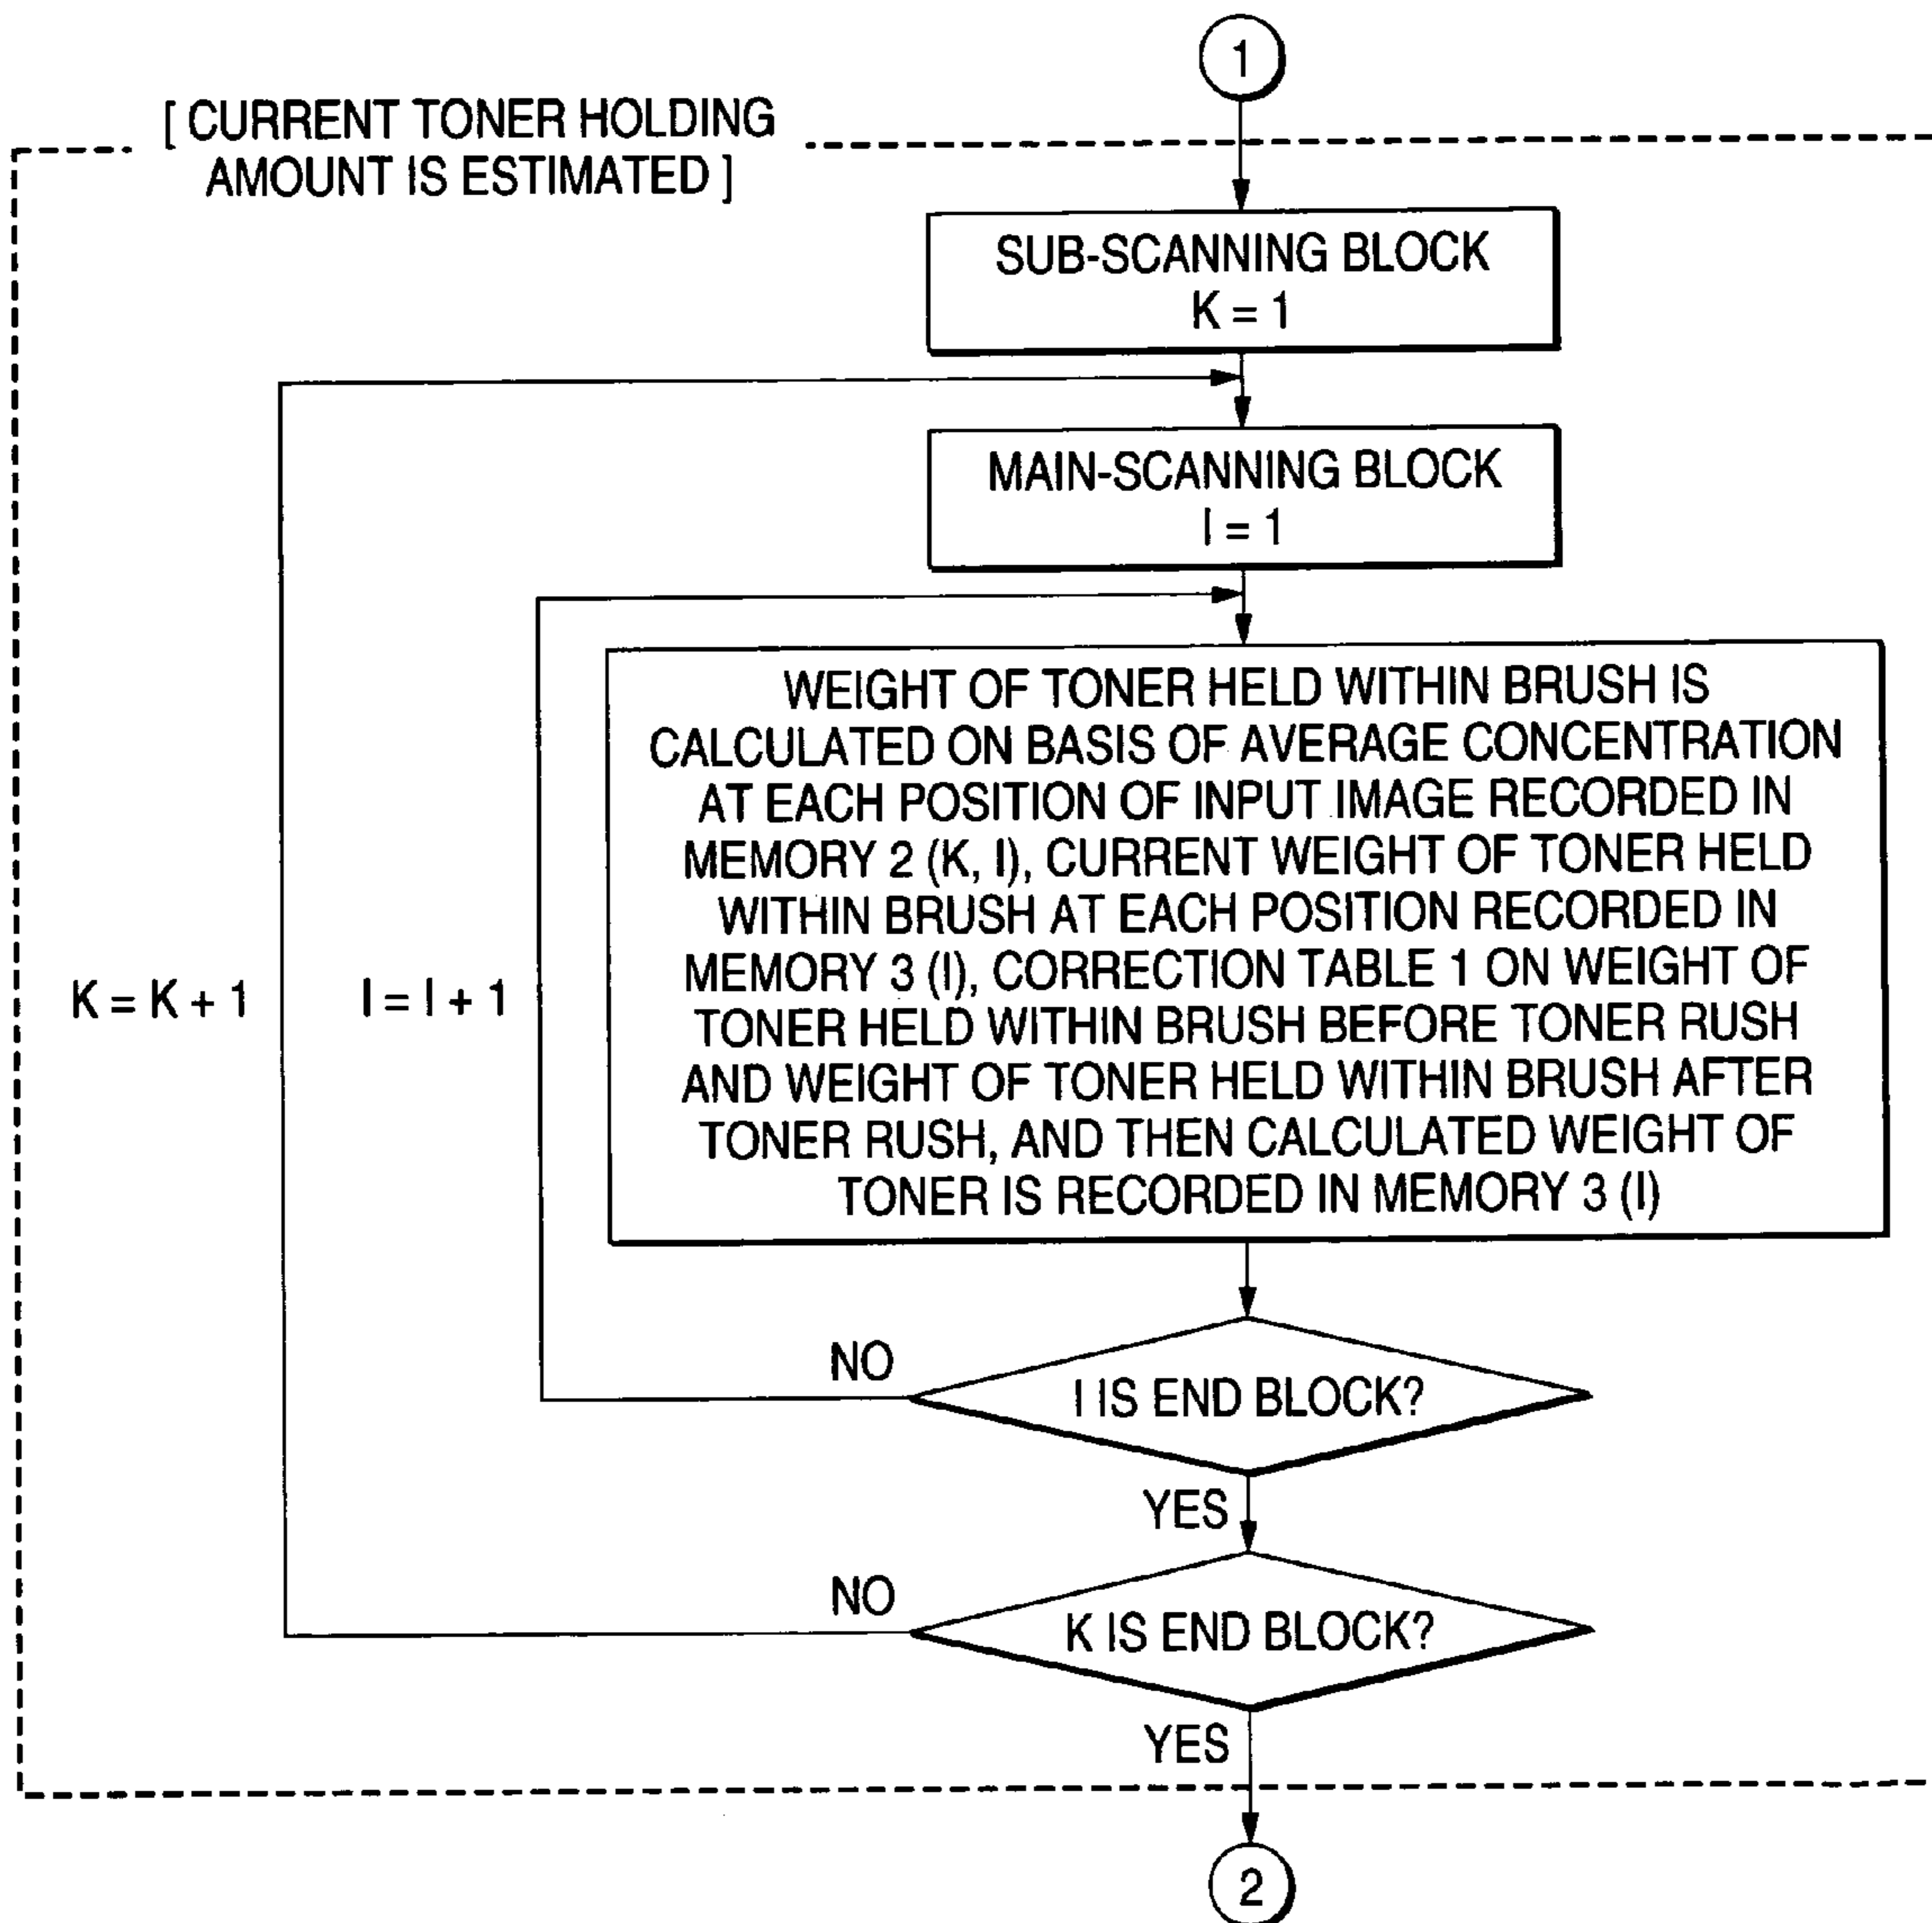 1
[ CURRENT TONER HOLDING
AMOUNT IS ESTIMATED ]
SUB-SCANNING BLOCK
K = 1
MAIN-SCANNING BLOCK
I = 1
WEIGHT OF TONER HELD WITHIN BRUSH IS
CALCULATED ON BASIS OF AVERAGE CONCENTRATION
AT EACH POSITION OF INPUT IMAGE RECORDED IN
MEMORY 2 (K, I), CURRENT WEIGHT OF TONER HELD
WITHIN BRUSH AT EACH POSITION RECORDED IN
MEMORY 3 (I), CORRECTION TABLE 1 ON WEIGHT OF
TONER HELD WITHIN BRUSH BEFORE TONER RUSH
AND WEIGHT OF TONER HELD WITHIN BRUSH AFTER
TONER RUSH, AND THEN CALCULATED WEIGHT OF
TONER IS RECORDED IN MEMORY 3 (I)
K = K + 1
I = I + 1
NO
I IS END BLOCK?
YES
NO
K IS END BLOCK?
YES
2